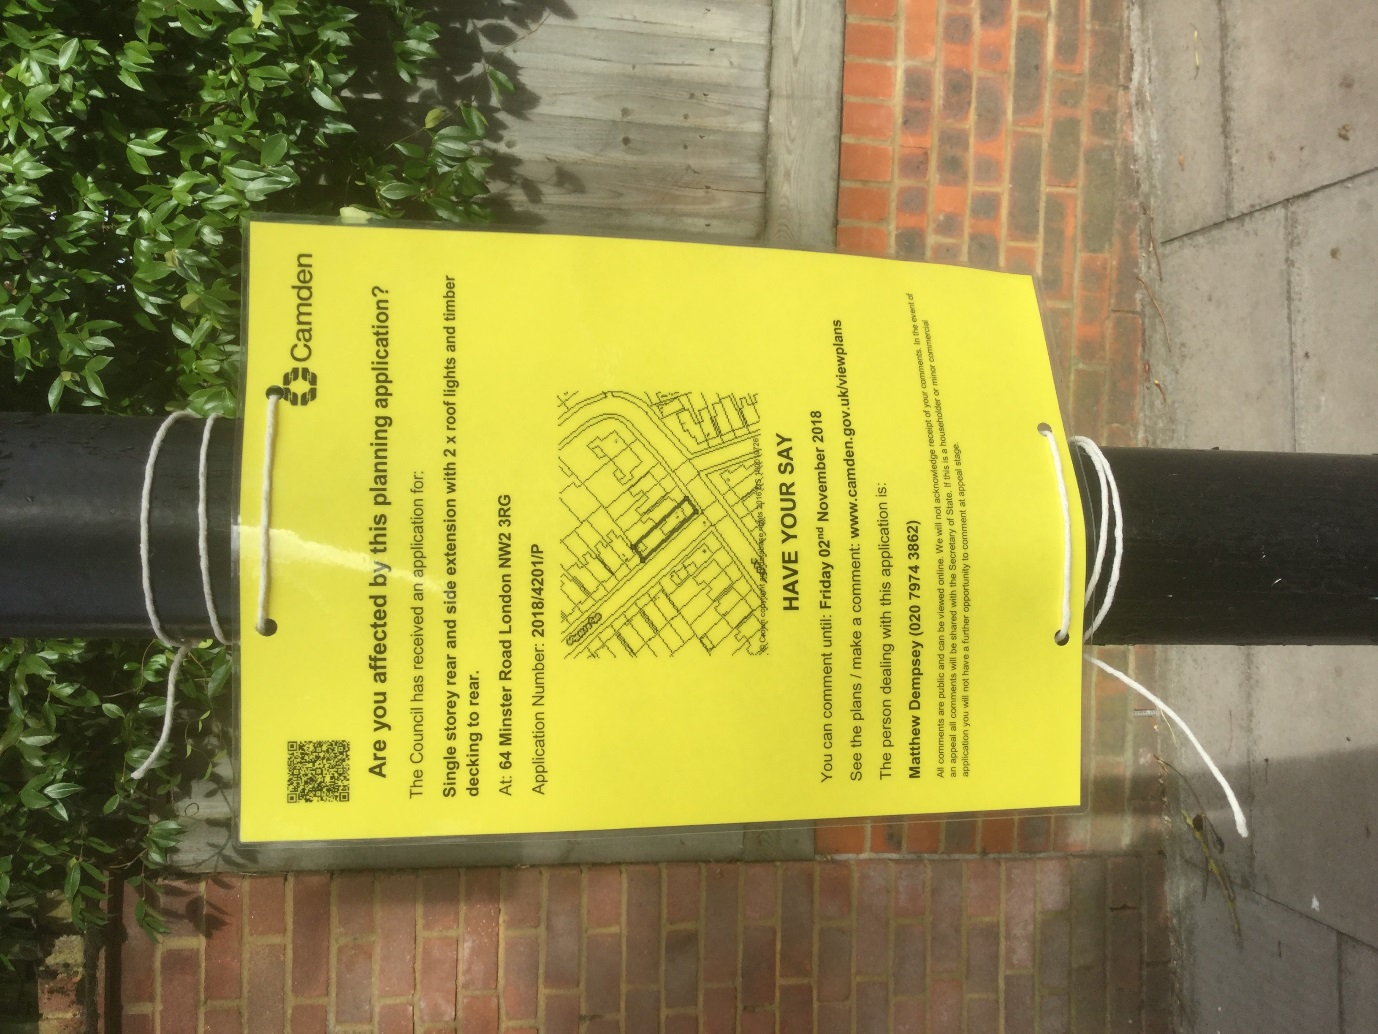 Camden
Are you affected by this planning application?
The Council has received an application for:
Single storey rear and side extension with 2 x roof lights and timber
decking to rear.
At: 64 Minster Road London NW2 3RG
Application Number: 2018/4201/P
HAVE YOUR SAY
You can comment until: Friday 02nd November 2018
See the plans / make a comment: www.camden.gov.uk/viewplans
The person dealing with this application is:
Matthew Dempsey (020 7974 3862)
All comments are public and can be viewed online. We will not acknowledge receipt of your comments. In the event of
an appeal all comments will be shared with the Secretary of State. If this is a householder or minor commercial
application you will not have a further opportunity to comment at appeal stage.